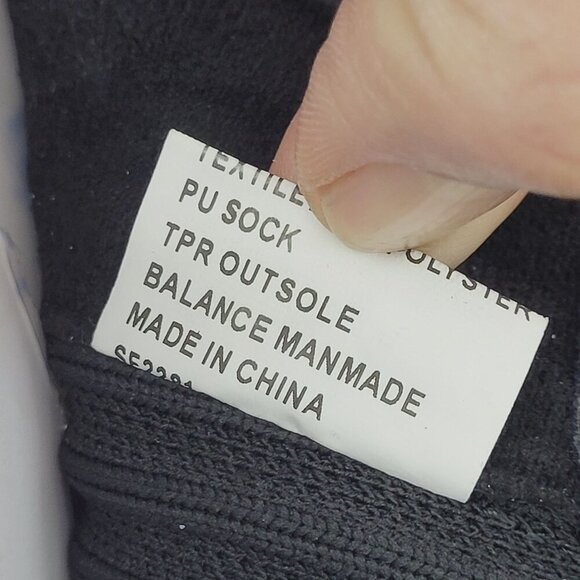 TEXTILE
PU SOCK
TPR OUTSOLE
BALANCE MANMADE
MADE IN CHINA